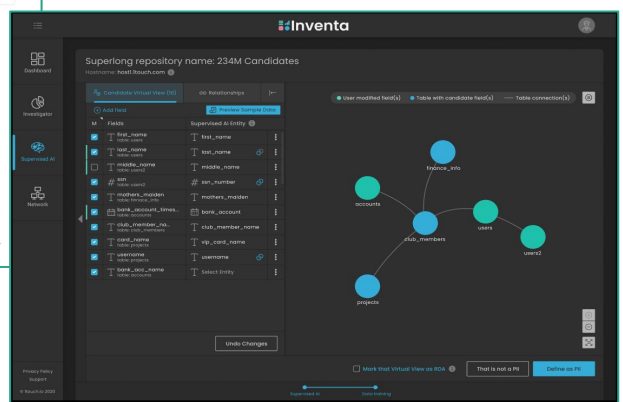 Inventa
Dashboard
Investigator
Supervised AI
Network
Privacy Policy
Support
© 1touch.io 2020
Superlong repository name: 234M Candidates
Hostname: host1.1touch.com
Candidate Virtual View (10)
Relationships
Add field
Preview Sample Data
M Fields Supervised AI Entity
first_name
table: users
first_name
last_name
table: users
last_name
middle_name
table: users2
middle_name
ssn
table: users2
ssn_number
mothers_maiden
table: finnace_info
mothers_maiden
bank_account_times...
table: accounts
bank_account
club_member_na...
table: club_members
club_member_name
card_name
table: projects
vip_card_name
username
table: projects
username
bank_acc_name
table: accounts
Select Entity
Undo Changes
User modified field(s)
Table with candidate field(s)
Table connection(s)
finance_info
accounts
club_members
users
users2
projects
Mark that Virtual View as RDA
That is not a PII
Define as PII
Supervised AI
Data training